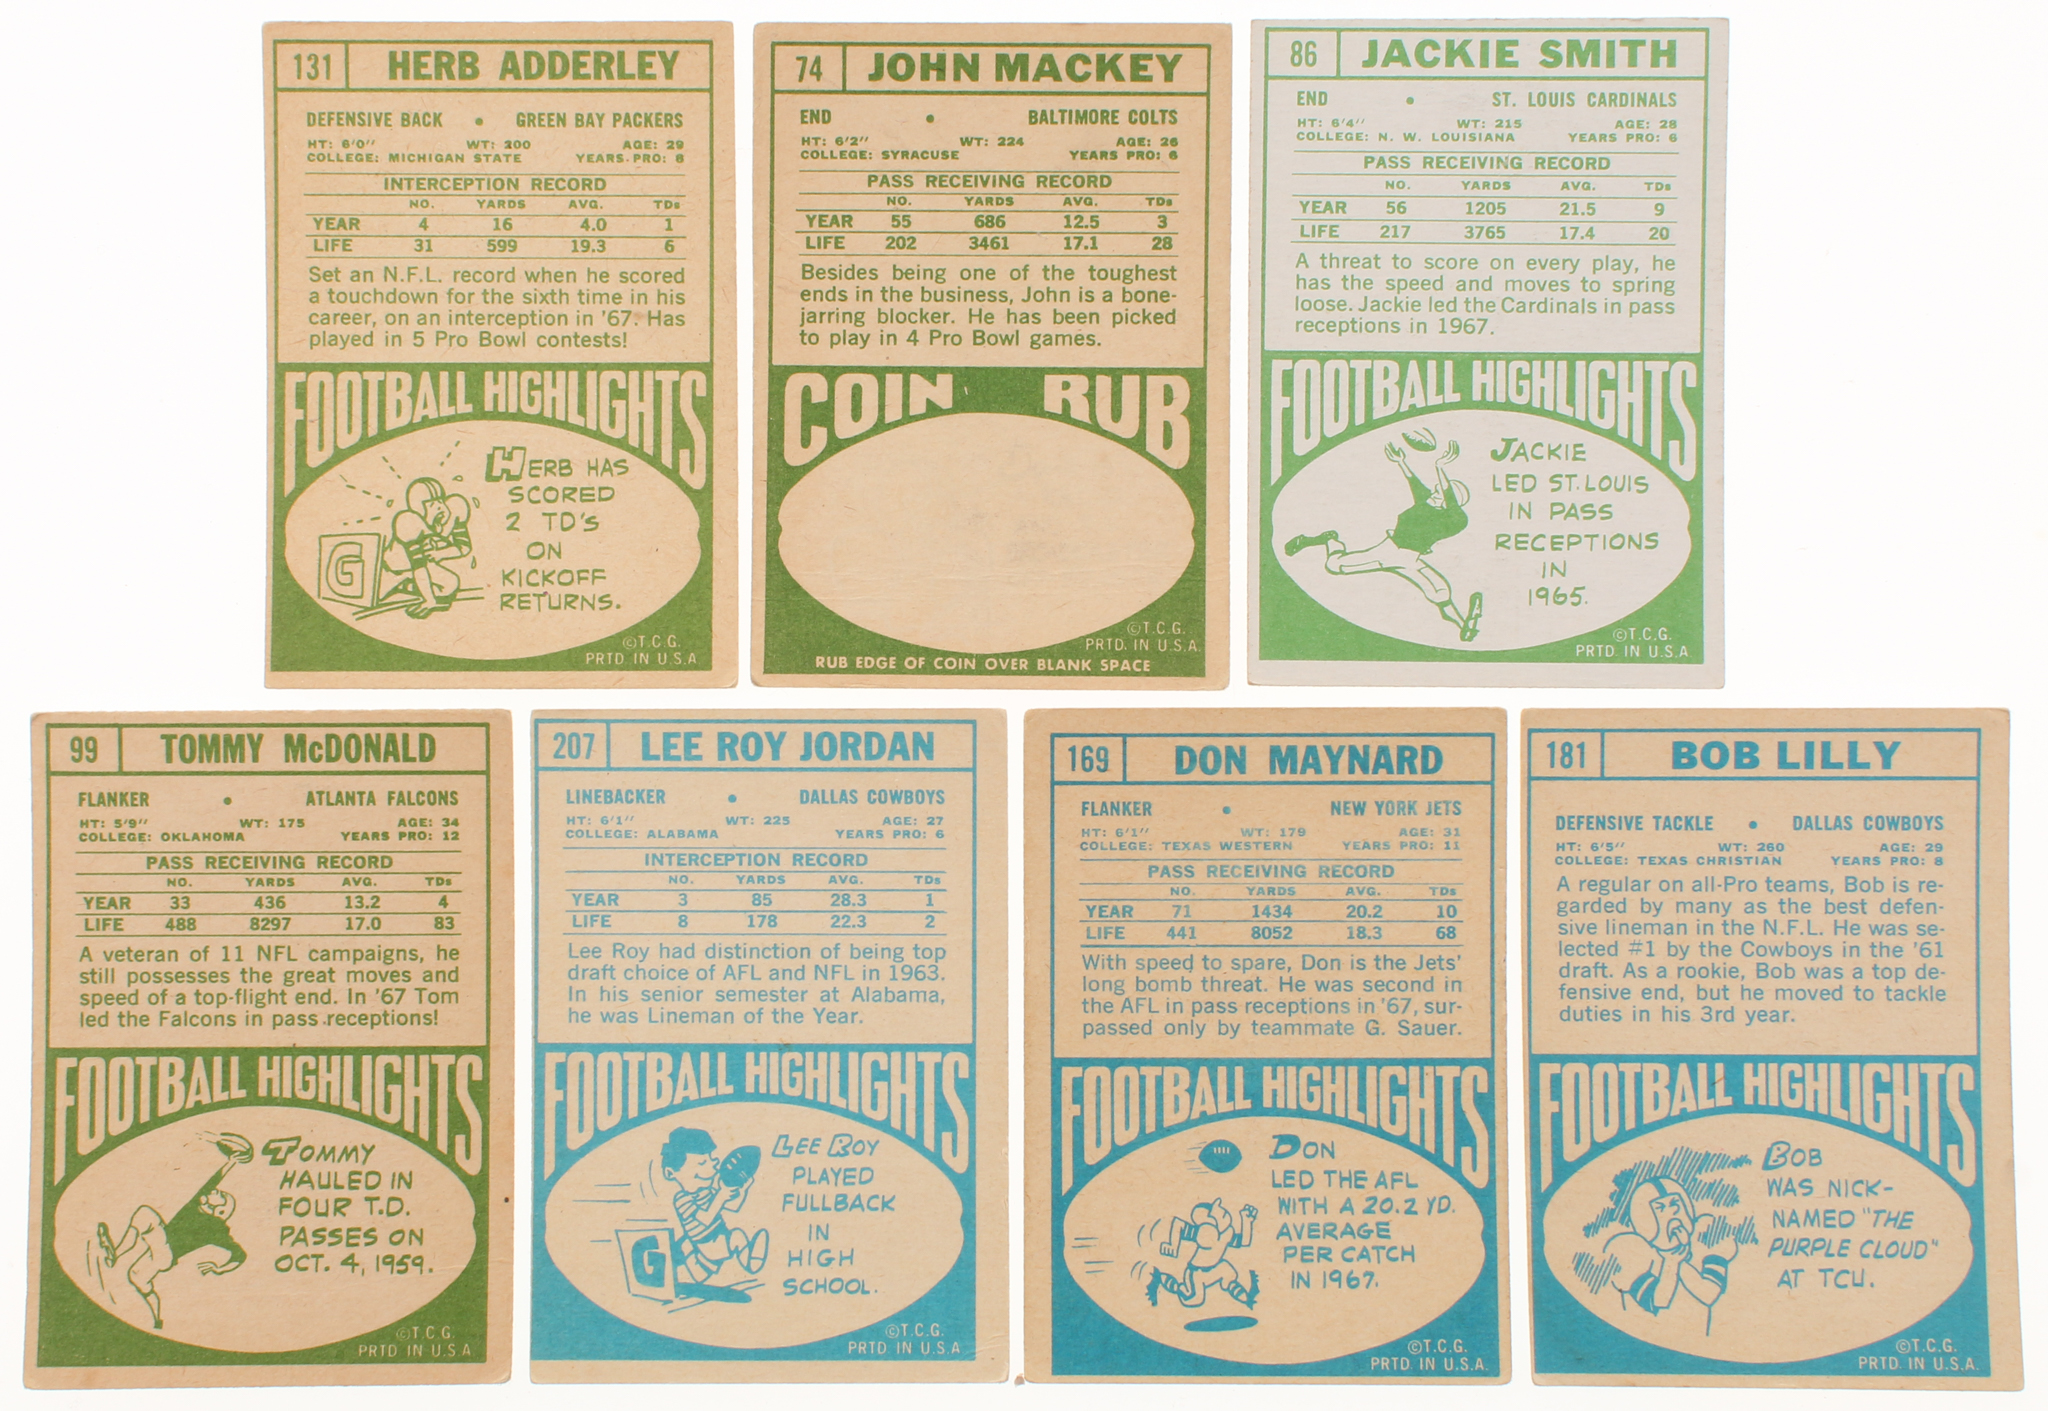 131 HERB ADDERLEY
DEFENSIVE BACK • GREEN BAY PACKERS
HT: 6'0" WT: 200 AGE: 29
COLLEGE: MICHIGAN STATE YEARS PRO: 8
INTERCEPTION RECORD
NO. YARDS AVG. TDs
YEAR 4 16 4.0 1
LIFE 31 599 19.3 6
Set an N.F.L. record when he scored
a touchdown for the sixth time in his
career, on an interception in '67. Has
played in 5 Pro Bowl contests!
FOOTBALL HIGHLIGHTS
HERB HAS
SCORED
2 TD'S
ON
KICKOFF
RETURNS.
G
©T.C.G.
PRTD. IN U.S.A
74 JOHN MACKEY
END • BALTIMORE COLTS
HT: 6'2" WT: 224 AGE: 26
COLLEGE: SYRACUSE YEARS PRO: 6
PASS RECEIVING RECORD
NO. YARDS AVG. TDs
YEAR 55 686 12.5 3
LIFE 202 3461 17.1 28
Besides being one of the toughest
ends in the business, John is a bone-
jarring blocker. He has been picked
to play in 4 Pro Bowl games.
COIN RUB
©T.C.G.
PRTD. IN U.S.A.
RUB EDGE OF COIN OVER BLANK SPACE
86 JACKIE SMITH
END • ST. LOUIS CARDINALS
HT: 6'4" WT: 215 AGE: 28
COLLEGE: N. W. LOUISIANA YEARS PRO: 6
PASS RECEIVING RECORD
NO. YARDS AVG. TDs
YEAR 56 1205 21.5 9
LIFE 217 3765 17.4 20
A threat to score on every play, he
has the speed and moves to spring
loose. Jackie led the Cardinals in pass
receptions in 1967.
FOOTBALL HIGHLIGHTS
JACKIE
LED ST. LOUIS
IN PASS
RECEPTIONS
IN
1965.
©T.C.G.
PRTD. IN U.S.A.
99 TOMMY McDONALD
FLANKER • ATLANTA FALCONS
HT: 5'9" WT: 175 AGE: 34
COLLEGE: OKLAHOMA YEARS PRO: 12
PASS RECEIVING RECORD
NO. YARDS AVG. TDs
YEAR 33 436 13.2 4
LIFE 488 8297 17.0 83
A veteran of 11 NFL campaigns, he
still possesses the great moves and
speed of a top-flight end. In '67 Tom
led the Falcons in pass receptions!
FOOTBALL HIGHLIGHTS
TOMMY
HAULED IN
FOUR T.D.
PASSES ON
OCT. 4, 1959.
©T.C.G.
PRTD. IN U.S.A
207 LEE ROY JORDAN
LINEBACKER • DALLAS COWBOYS
HT: 6'1" WT: 225 AGE: 27
COLLEGE: ALABAMA YEARS PRO: 6
INTERCEPTION RECORD
NO. YARDS AVG. TDs
YEAR 3 85 28.3 1
LIFE 8 178 22.3 2
Lee Roy had distinction of being top
draft choice of AFL and NFL in 1963.
In his senior semester at Alabama,
he was Lineman of the Year.
FOOTBALL HIGHLIGHTS
LEE ROY
PLAYED
FULLBACK
IN
HIGH
SCHOOL.
G
©T.C.G.
PRTD. IN U.S.A.
169 DON MAYNARD
FLANKER • NEW YORK JETS
HT: 6'1" WT: 179 AGE: 31
COLLEGE: TEXAS WESTERN YEARS PRO: 11
PASS RECEIVING RECORD
NO. YARDS AVG. TDs
YEAR 71 1434 20.2 10
LIFE 441 8052 18.3 68
With speed to spare, Don is the Jets'
long bomb threat. He was second in
the AFL in pass receptions in '67, sur-
passed only by teammate G. Sauer.
FOOTBALL HIGHLIGHTS
DON
LED THE AFL
WITH A 20.2 YD.
AVERAGE
PER CATCH
IN 1967.
©T.C.G.
PRTD. IN U.S.A.
181 BOB LILLY
DEFENSIVE TACKLE • DALLAS COWBOYS
HT: 6'5" WT: 260 AGE: 29
COLLEGE: TEXAS CHRISTIAN YEARS PRO: 8
A regular on all-Pro teams, Bob is re-
garded by many as the best defen-
sive lineman in the N.F.L. He was se-
lected #1 by the Cowboys in the '61
draft. As a rookie, Bob was a top de-
fensive end, but he moved to tackle
duties in his 3rd year.
FOOTBALL HIGHLIGHTS
BOB
WAS NICK-
NAMED "THE
PURPLE CLOUD"
AT TCU.
©T.C.G.
PRTD. IN U.S.A.